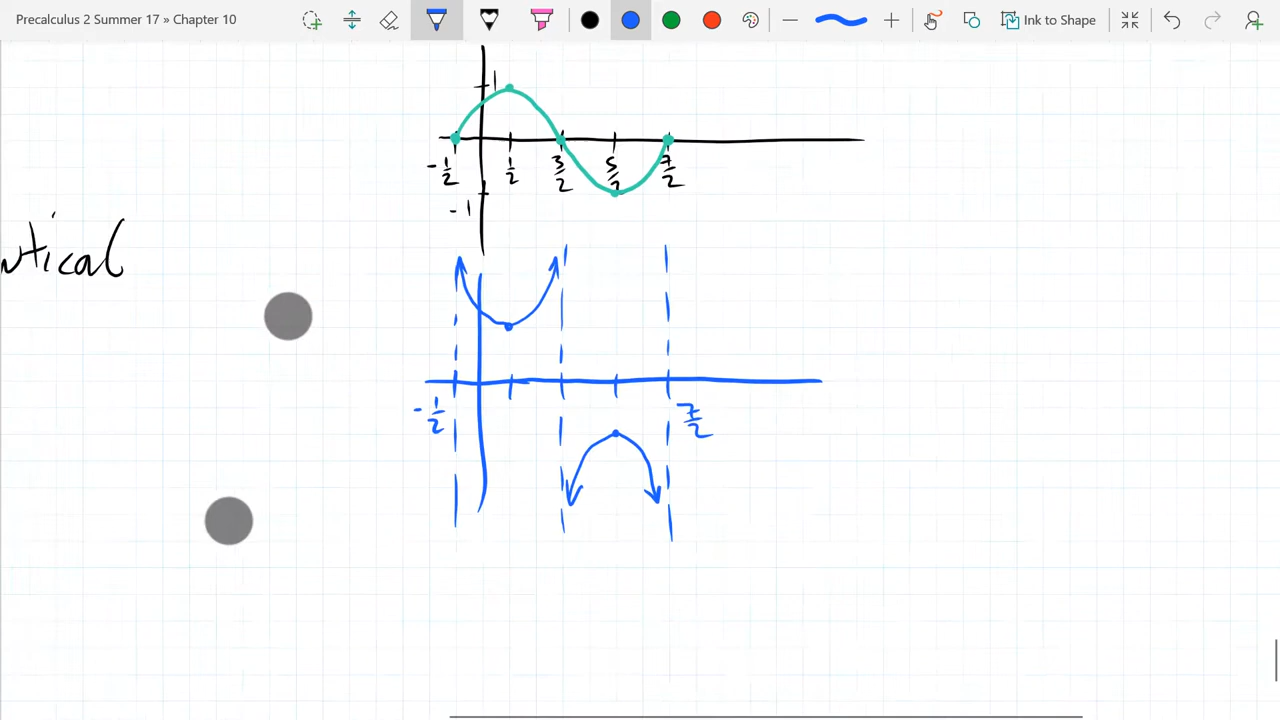 Precalculus 2 Summer 17 » Chapter 10
Ink to Shape
1
-1/2 1/2 3/2 5/2 7/2
-1
-1/2 7/2